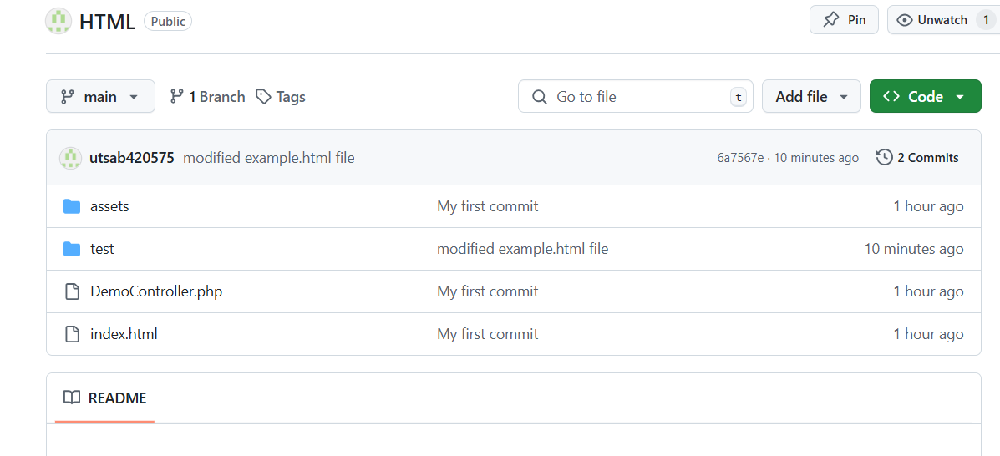 HTML Public Pin Unwatch 1
main 1 Branch Tags Go to file t Add file Code
utsab420575 modified example.html file 6a7567e · 10 minutes ago 2 Commits
assets My first commit 1 hour ago
test modified example.html file 10 minutes ago
DemoController.php My first commit 1 hour ago
index.html My first commit 1 hour ago
README